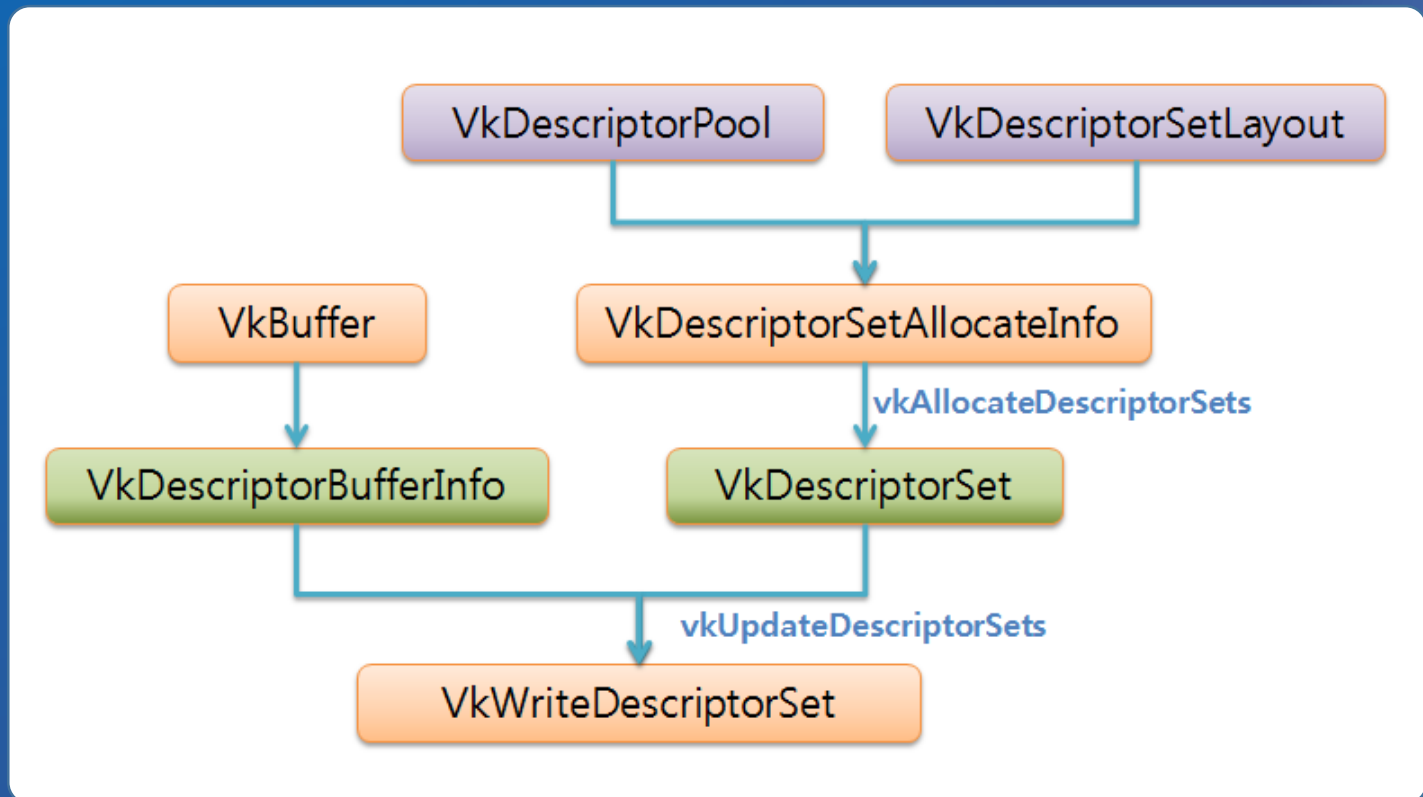 VkDescriptorPool
VkDescriptorSetLayout
VkBuffer
VkDescriptorSetAllocateInfo
vkAllocateDescriptorSets
VkDescriptorBufferInfo
VkDescriptorSet
vkUpdateDescriptorSets
VkWriteDescriptorSet